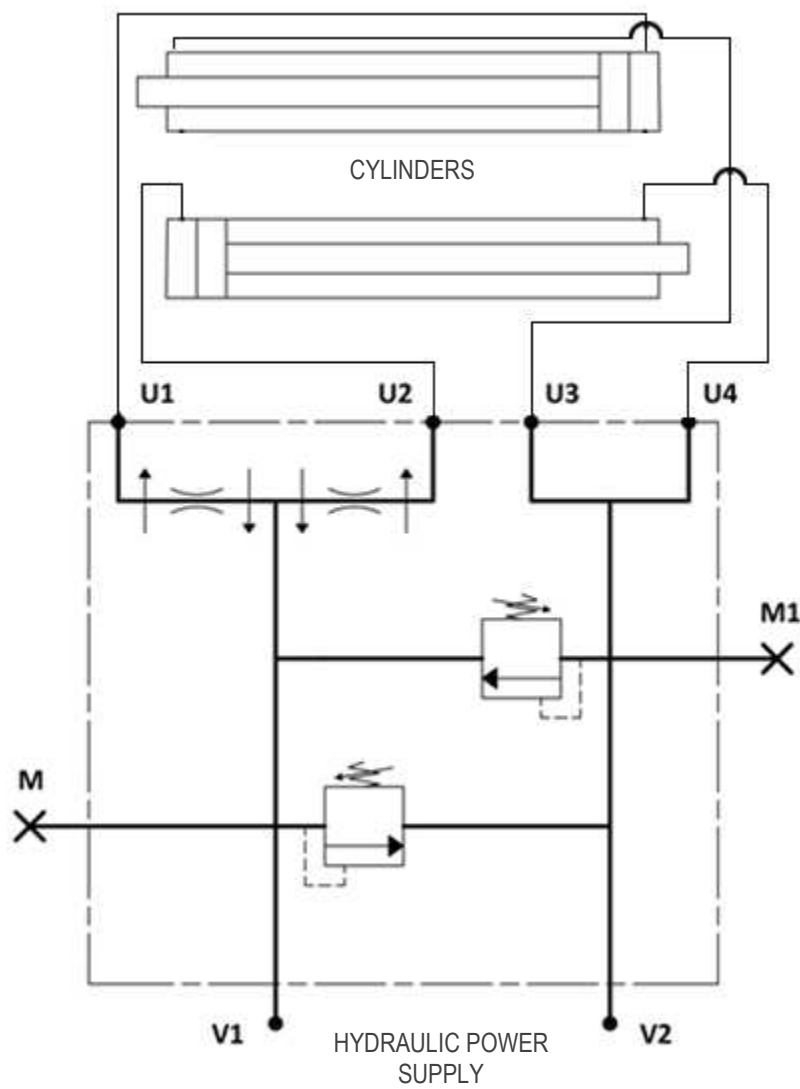 CYLINDERS
U1 U2 U3 U4
M1
M
V1 HYDRAULIC POWER V2
SUPPLY